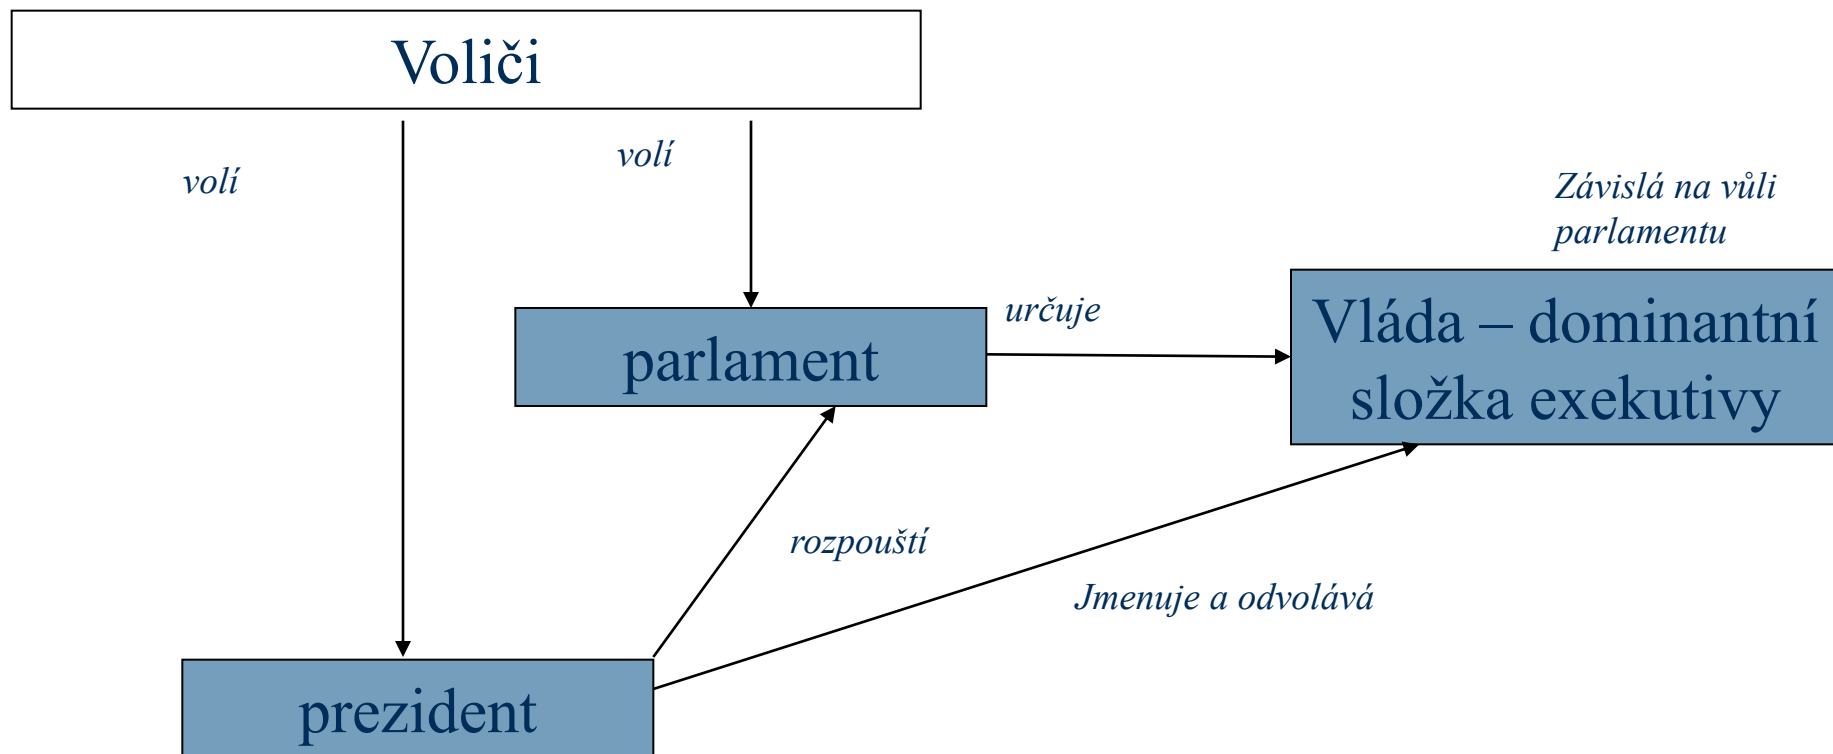 Voliči
volí
volí
Závislá na vůli
parlamentu
určuje
parlament
Vláda – dominantní
složka exekutivy
rozpouští
Jmenuje a odvolává
prezident